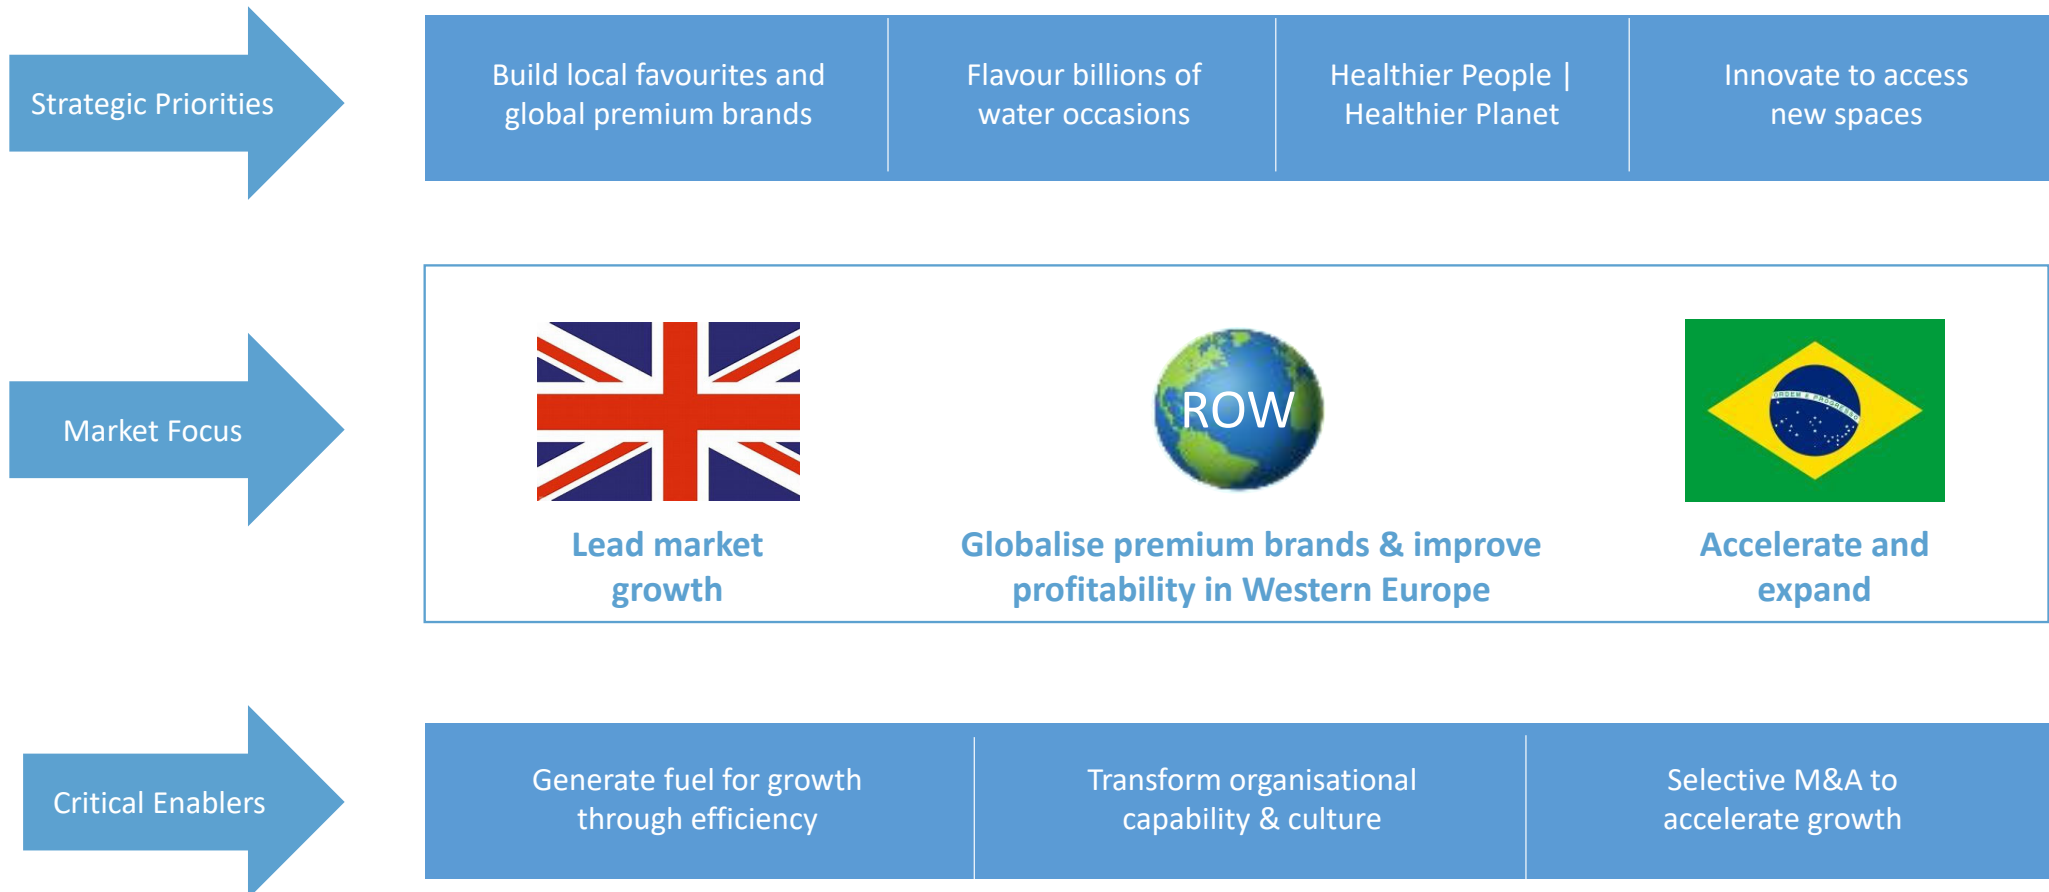 Strategic Priorities
Build local favourites and
global premium brands
Flavour billions of
water occasions
Healthier People |
Healthier Planet
Innovate to access
new spaces
Market Focus
ROW
ORDEM E PROGRESSO
Lead market
growth
Globalise premium brands & improve
profitability in Western Europe
Accelerate and
expand
Critical Enablers
Generate fuel for growth
through efficiency
Transform organisational
capability & culture
Selective M&A to
accelerate growth